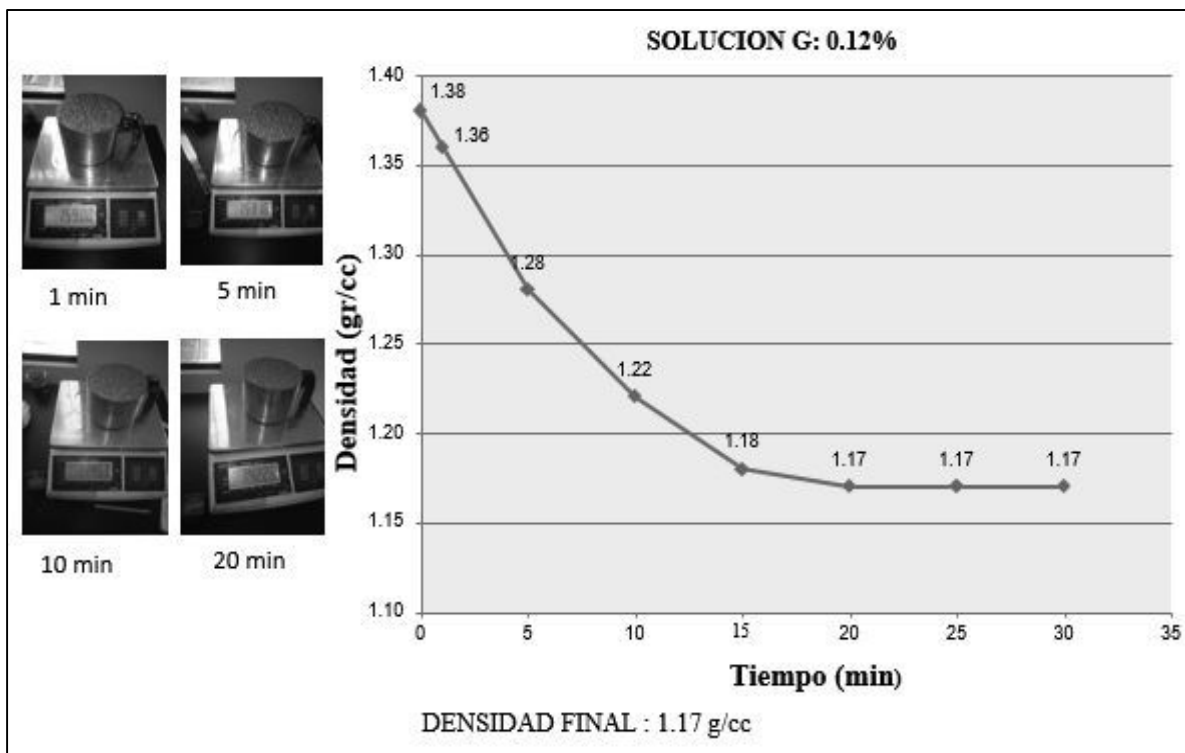 SOLUCION G: 0.12%
1 min
5 min
10 min
20 min
Densidad (gr/cc)
1.40
1.35
1.30
1.25
1.20
1.15
1.10
1.38
1.36
1.28
1.22
1.18
1.17
1.17
1.17
0
5
10
15
20
25
30
35
Tiempo (min)
DENSIDAD FINAL : 1.17 g/cc